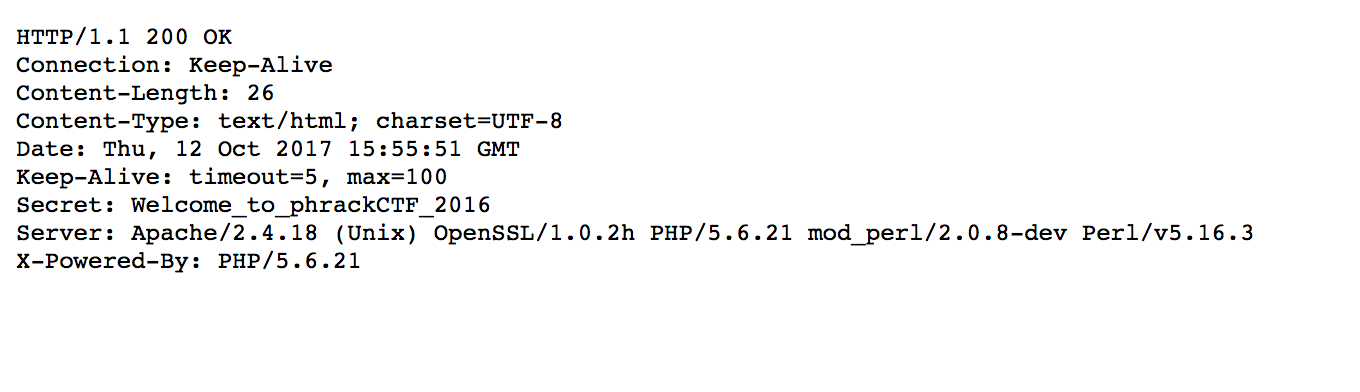 HTTP/1.1 200 OK
Connection: Keep-Alive
Content-Length: 26
Content-Type: text/html; charset=UTF-8
Date: Thu, 12 Oct 2017 15:55:51 GMT
Keep-Alive: timeout=5, max=100
Secret: Welcome_to_phrackCTF_2016
Server: Apache/2.4.18 (Unix) OpenSSL/1.0.2h PHP/5.6.21 mod_perl/2.0.8-dev Perl/v5.16.3
X-Powered-By: PHP/5.6.21